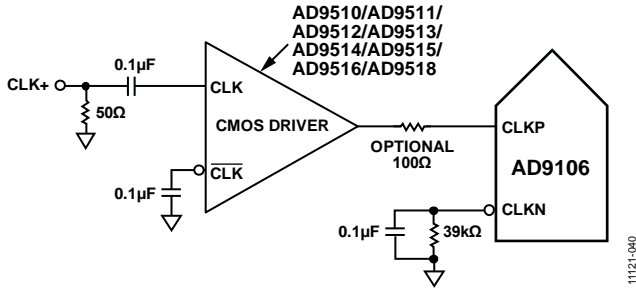 AD9510/AD9511/
AD9512/AD9513/
AD9514/AD9515/
AD9516/AD9518
CLK+
0.1µF
50Ω
CLK
CMOS DRIVER
CLK
0.1µF
OPTIONAL
100Ω
CLKP
AD9106
CLKN
0.1µF
39kΩ
11121-040